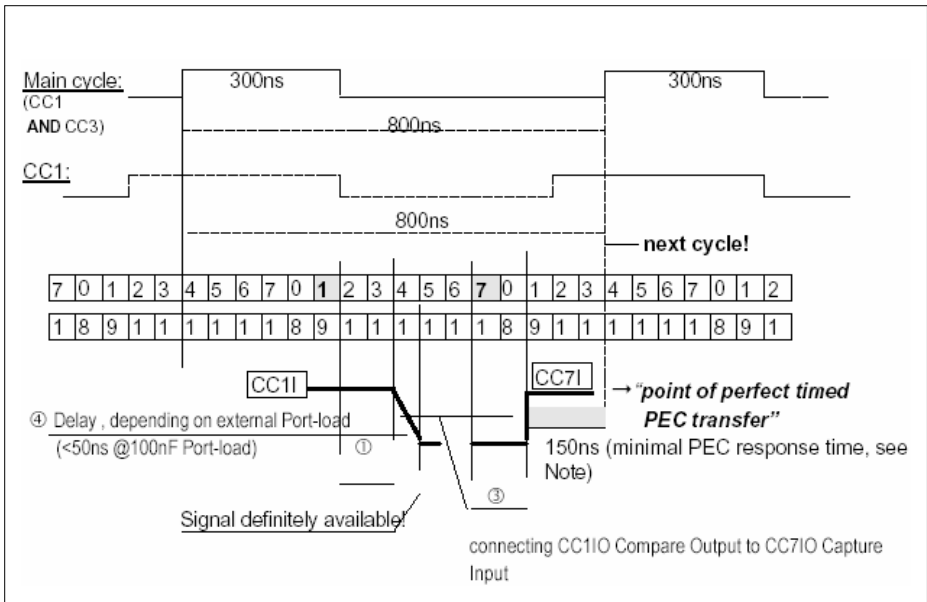 Main cycle:
(CC1
AND CC3)
300ns
300ns
800ns
CC1:
800ns
next cycle!
7 0 1 2 3 4 5 6 7 0 1 2 3 4 5 6 7 0 1 2 3 4 5 6 7 0 1 2
1 8 9 1 1 1 1 1 1 8 9 1 1 1 1 1 1 8 9 1 1 1 1 1 1 8 9 1
CC1I
CC7I
→"point of perfect timed
PEC transfer"
④ Delay , depending on external Port-load
(<50ns @100nF Port-load)
①
150ns (minimal PEC response time, see
Note)
③
Signal definitely available!
connecting CC1IO Compare Output to CC7IO Capture
Input